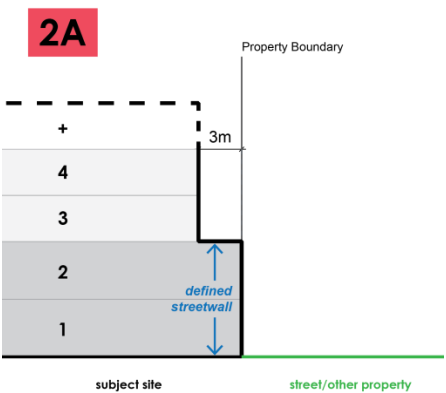 2A
Property Boundary
+
3m
4
3
2
defined
streetwall
1
subject site
street/other property